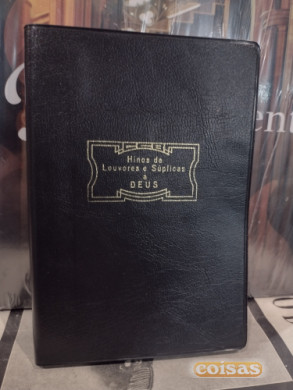 Hinos de
Louvores e Súplicas
à
DEUS
coisas